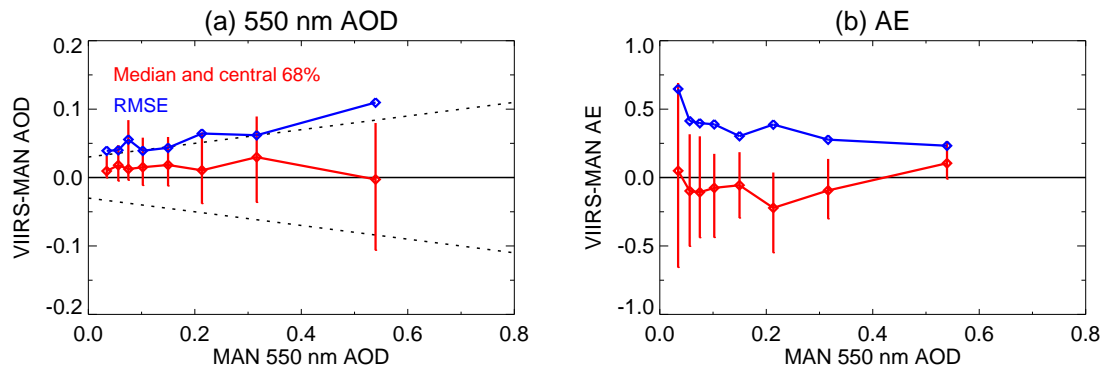 (a) 550 nm AOD
0.2
0.1
0.0
-0.1
-0.2
VIIRS-MAN AOD
Median and central 68%
RMSE
0.0 0.2 0.4 0.6 0.8
MAN 550 nm AOD
(b) AE
1.0
0.5
0.0
-0.5
-1.0
VIIRS-MAN AE
0.0 0.2 0.4 0.6 0.8
MAN 550 nm AOD